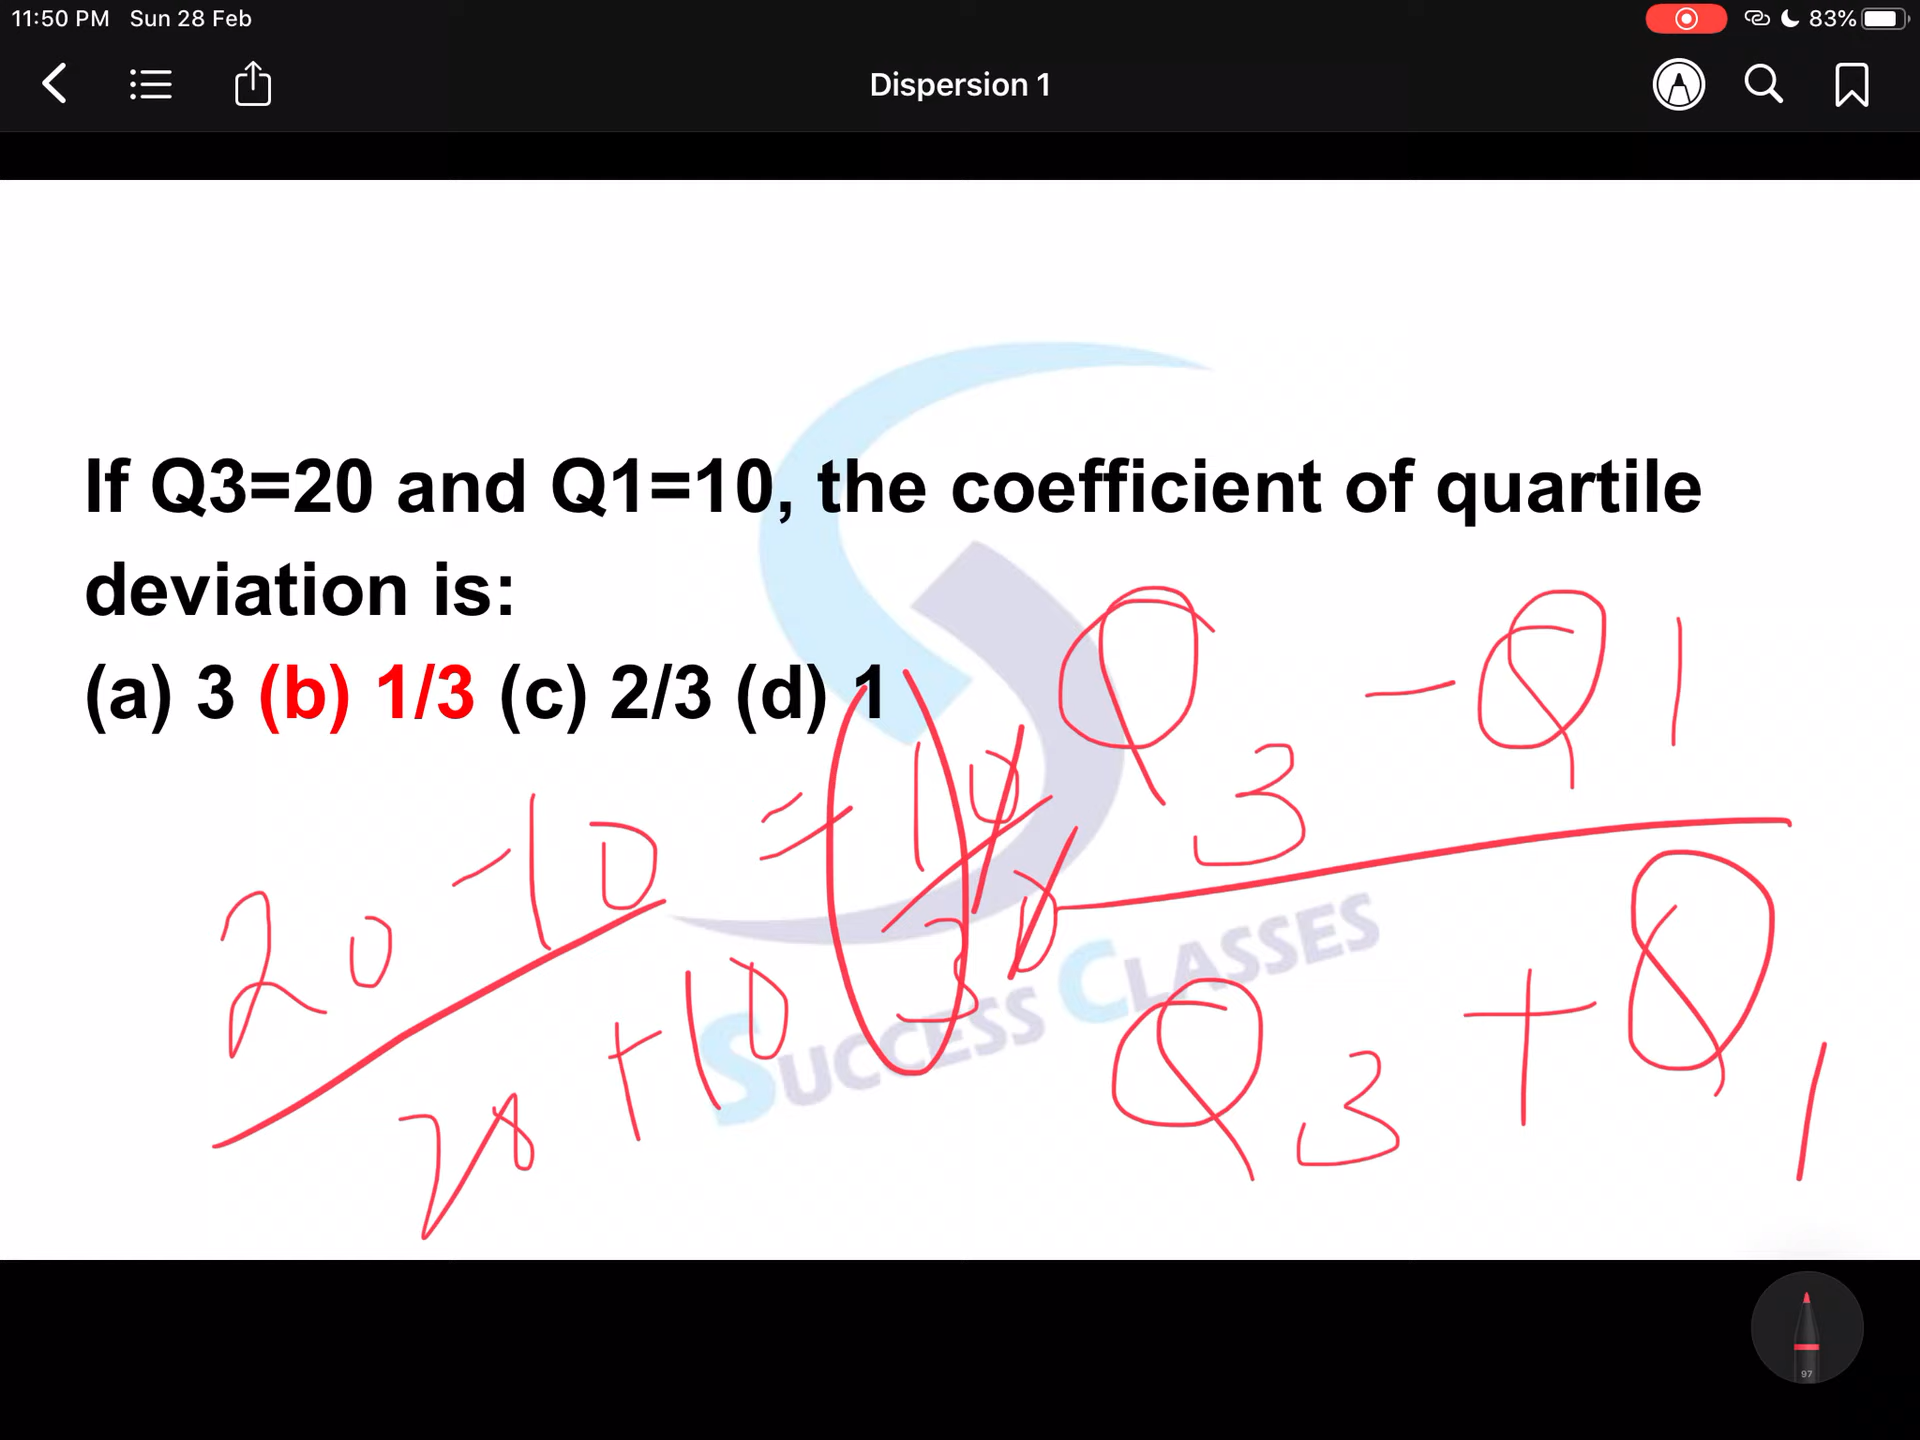 11:50 PM Sun 28 Feb 83%
Dispersion 1
If Q3=20 and Q1=10, the coefficient of quartile
deviation is:
(a) 3 (b) 1/3 (c) 2/3 (d) 1
Q3 - Q1
Q3 + Q1
20 - 10 = 10
20 + 10 30
SUCCESS CLASSES
97